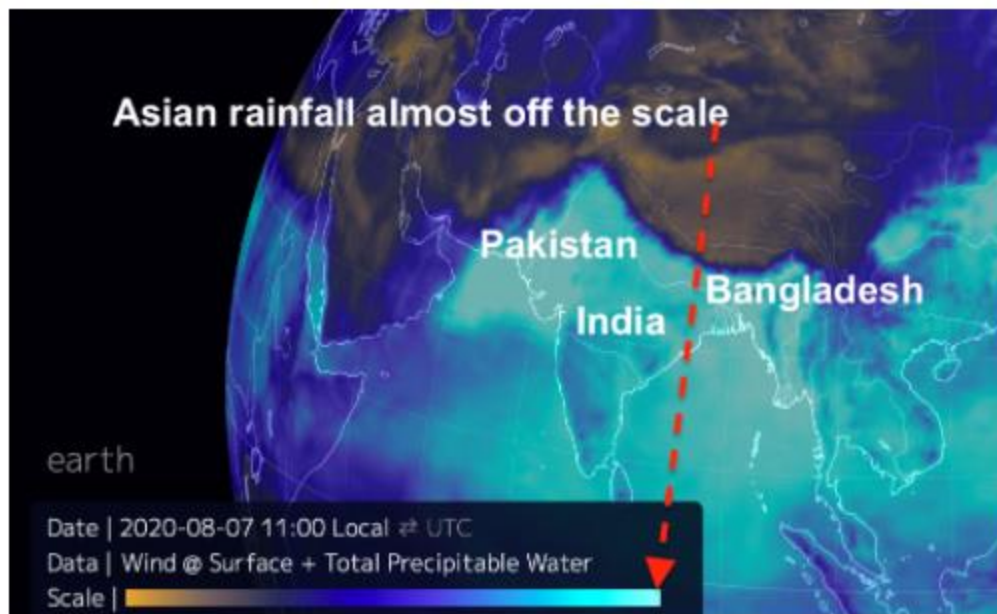 Asian rainfall almost off the scale
Pakistan
Bangladesh
India
earth
Date | 2020-08-07 11:00 Local ⇄ UTC
Data | Wind @ Surface + Total Precipitable Water
Scale |